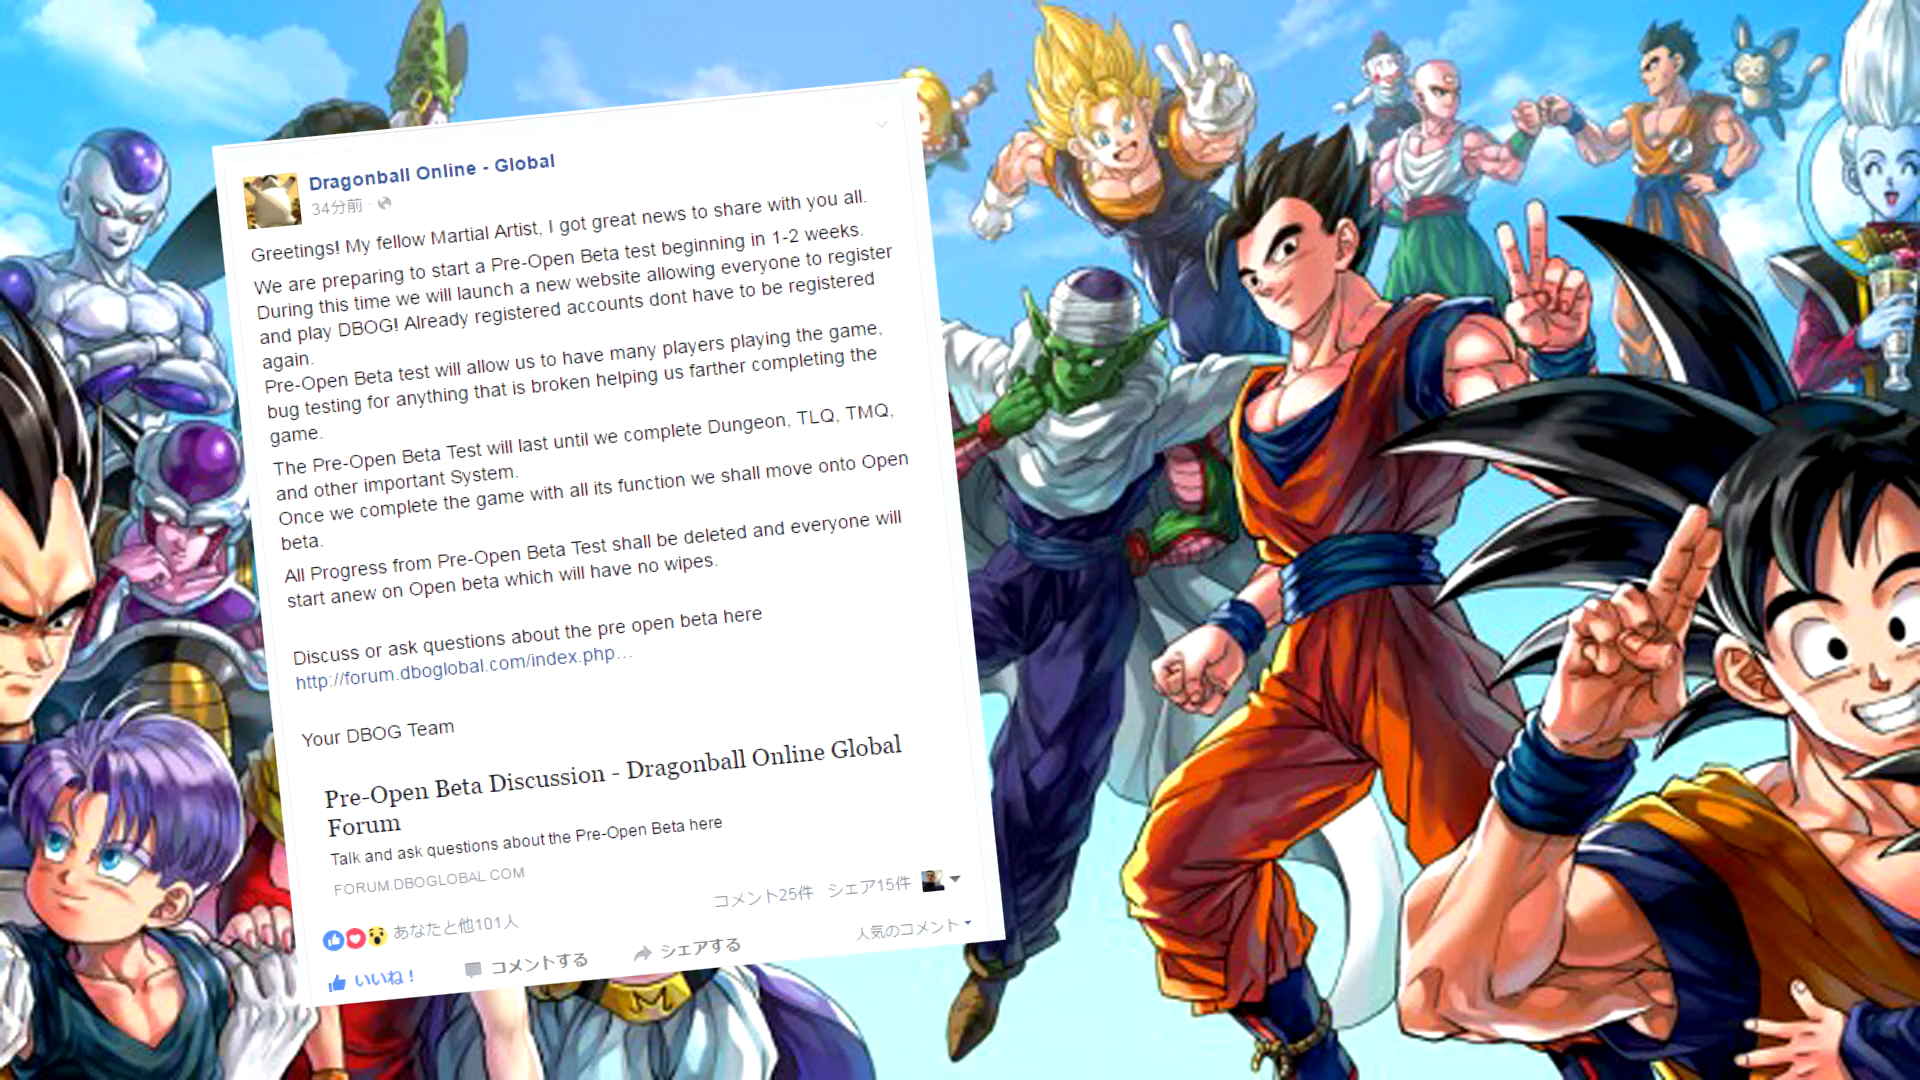 Dragonball Online - Global
34分前
Greetings! My fellow Martial Artist, I got great news to share with you all.
We are preparing to start a Pre-Open Beta test beginning in 1-2 weeks.
During this time we will launch a new website allowing everyone to register
and play DBOG! Already registered accounts dont have to be registered
again.
Pre-Open Beta test will allow us to have many players playing the game,
bug testing for anything that is broken helping us farther completing the
game.
The Pre-Open Beta Test will last until we complete Dungeon, TLQ, TMQ,
and other important System.
Once we complete the game with all its function we shall move onto Open
beta.
All Progress from Pre-Open Beta Test shall be deleted and everyone will
start anew on Open beta which will have no wipes.
Discuss or ask questions about the pre open beta here
http://forum.dboglobal.com/index.php…
Your DBOG Team
Pre-Open Beta Discussion - Dragonball Online Global
Forum
Talk and ask questions about the Pre-Open Beta here
FORUM.DBOGLOBAL.COM
あなたと他101人
コメント25件 シェア15件
いいね！ コメントする シェアする
人気のコメント
M